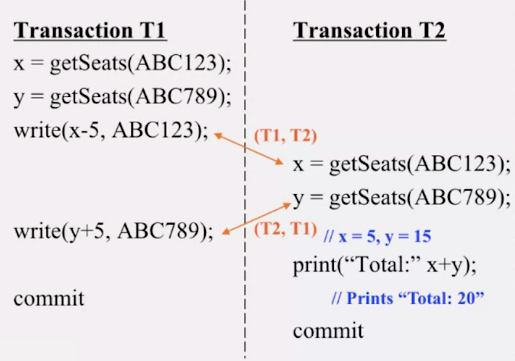 Transaction T1
x = getSeats(ABC123);
y = getSeats(ABC789);
write(x-5, ABC123);
write(y+5, ABC789);
commit
(T1, T2)
(T2, T1)
Transaction T2
x = getSeats(ABC123);
y = getSeats(ABC789);
// x = 5, y = 15
print(“Total:” x+y);
// Prints “Total: 20”
commit